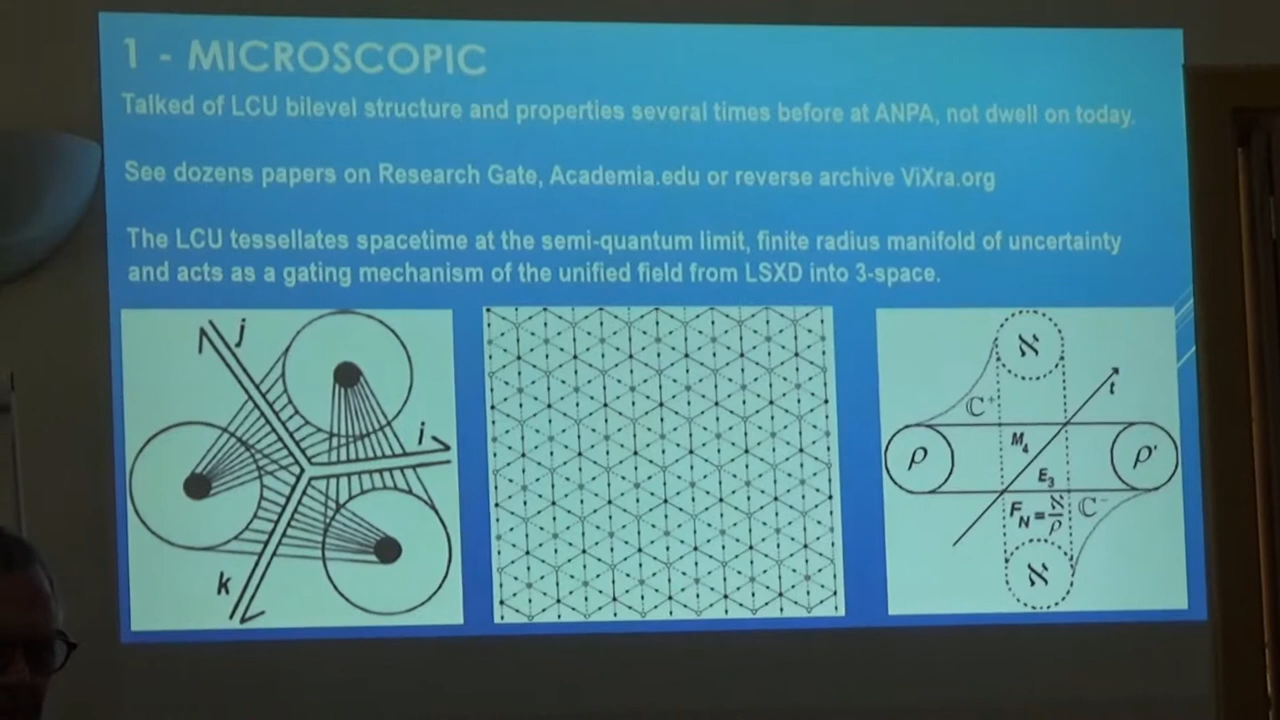 1 - MICROSCOPIC
Talked of LCU bilevel structure and properties several times before at ANPA, not dwell on today.
See dozens papers on Research Gate, Academia.edu or reverse archive ViXra.org
The LCU tessellates spacetime at the semi-quantum limit, finite radius manifold of uncertainty
and acts as a gating mechanism of the unified field from LSXD into 3-space.
j
i
k
ℵ
ℂ⁺
t
M₄
ρ
ρ'
E₃
F_N = ℵ/ρ
ℂ⁻
ℵ